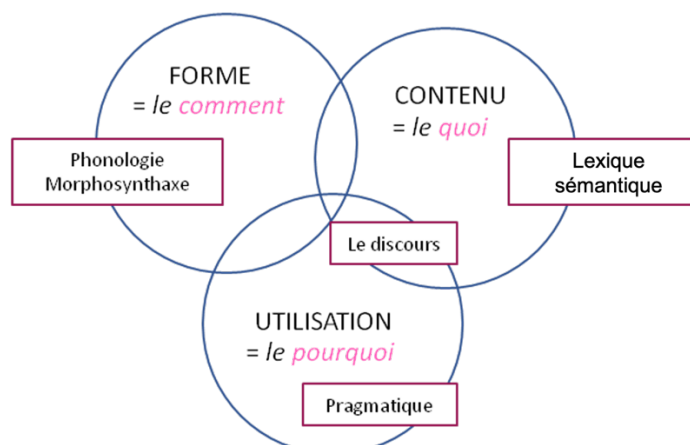 FORME
= le comment
CONTENU
= le quoi
Phonologie
Morphosynthaxe
Lexique
sémantique
Le discours
UTILISATION
= le pourquoi
Pragmatique